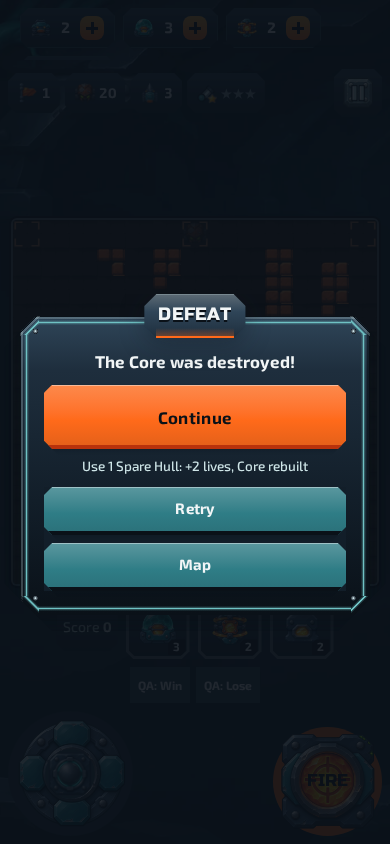 2 3 2
1 20 3
DEFEAT
The Core was destroyed!
Continue
Use 1 Spare Hull: +2 lives, Core rebuilt
Retry
Map
Score 0
3 2 2
QA: Win QA: Lose
FIRE